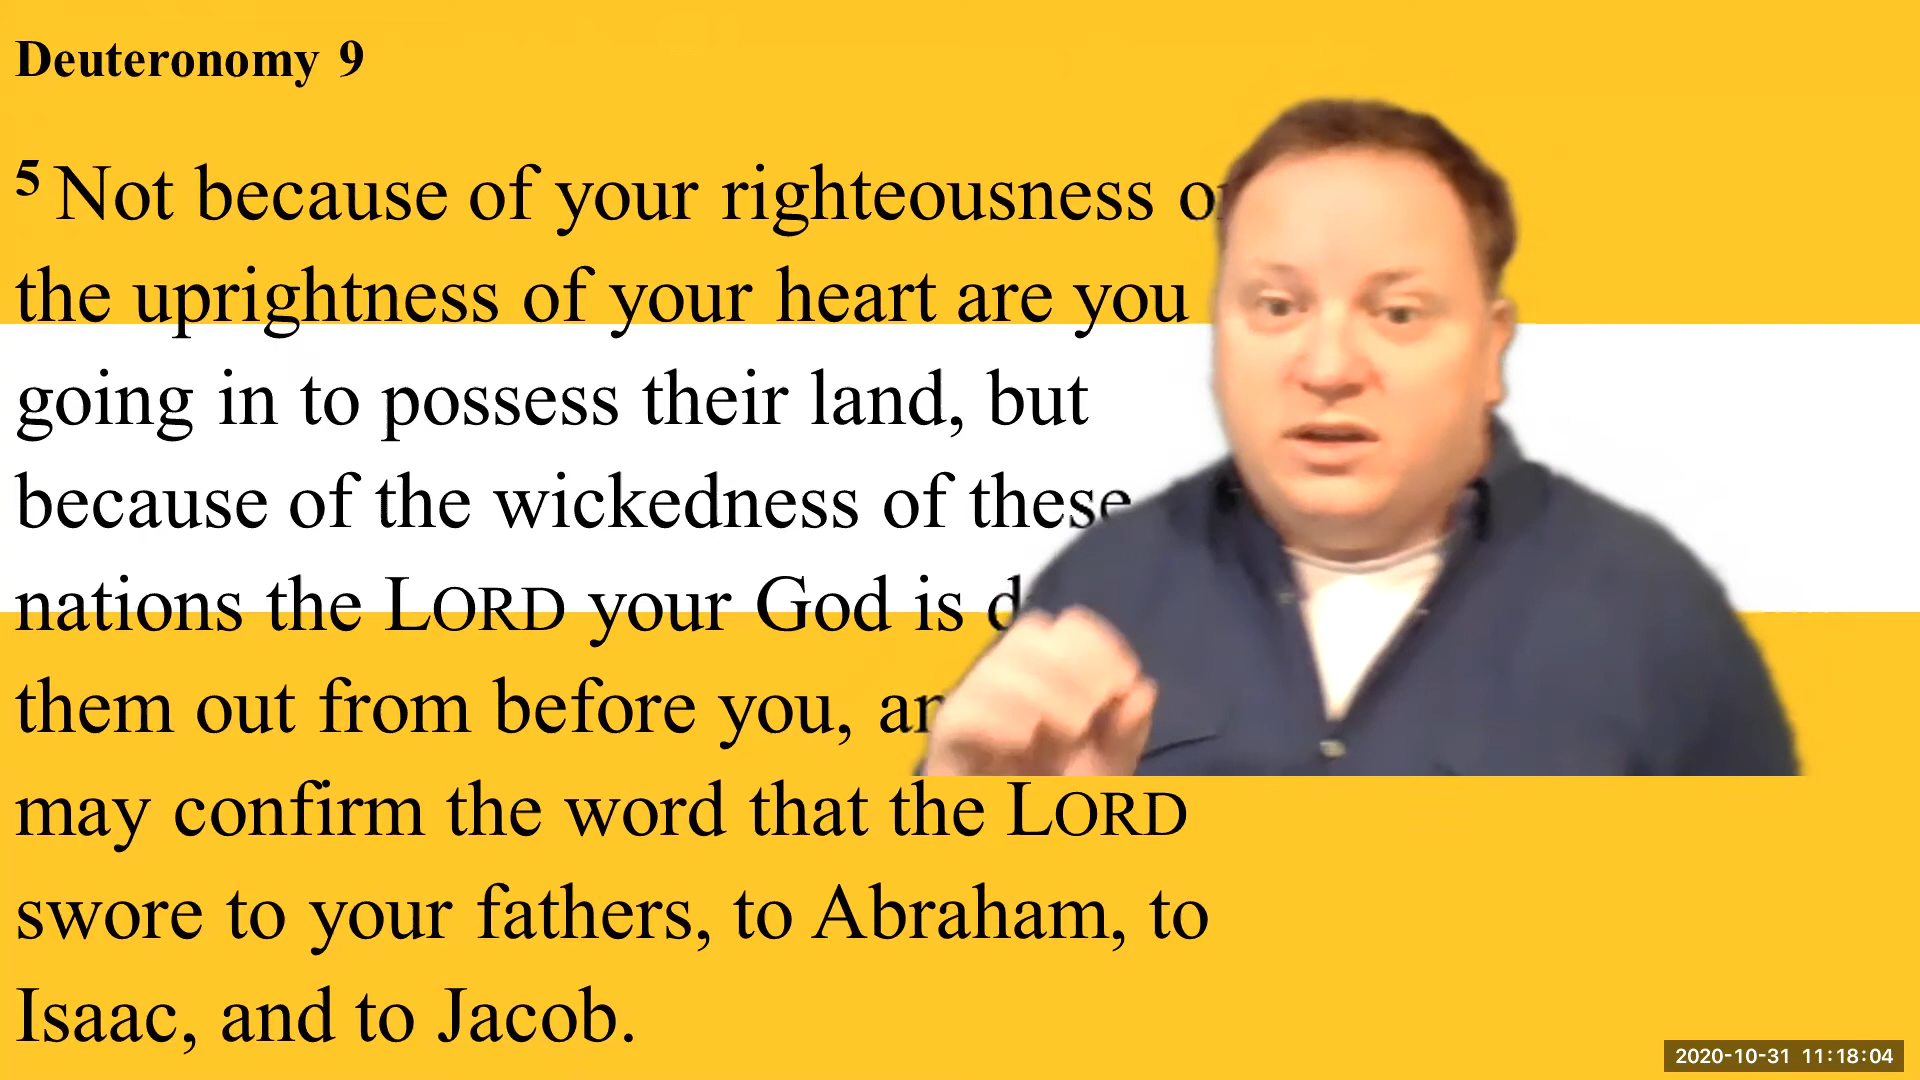 Deuteronomy 9
5 Not because of your righteousness
the uprightness of your heart are you
going in to possess their land, but
because of the wickedness of these
nations the LORD your God is
them out from before you,
may confirm the word that the LORD
swore to your fathers, to Abraham, to
Isaac, and to Jacob.
2020-10-31 11:18:04